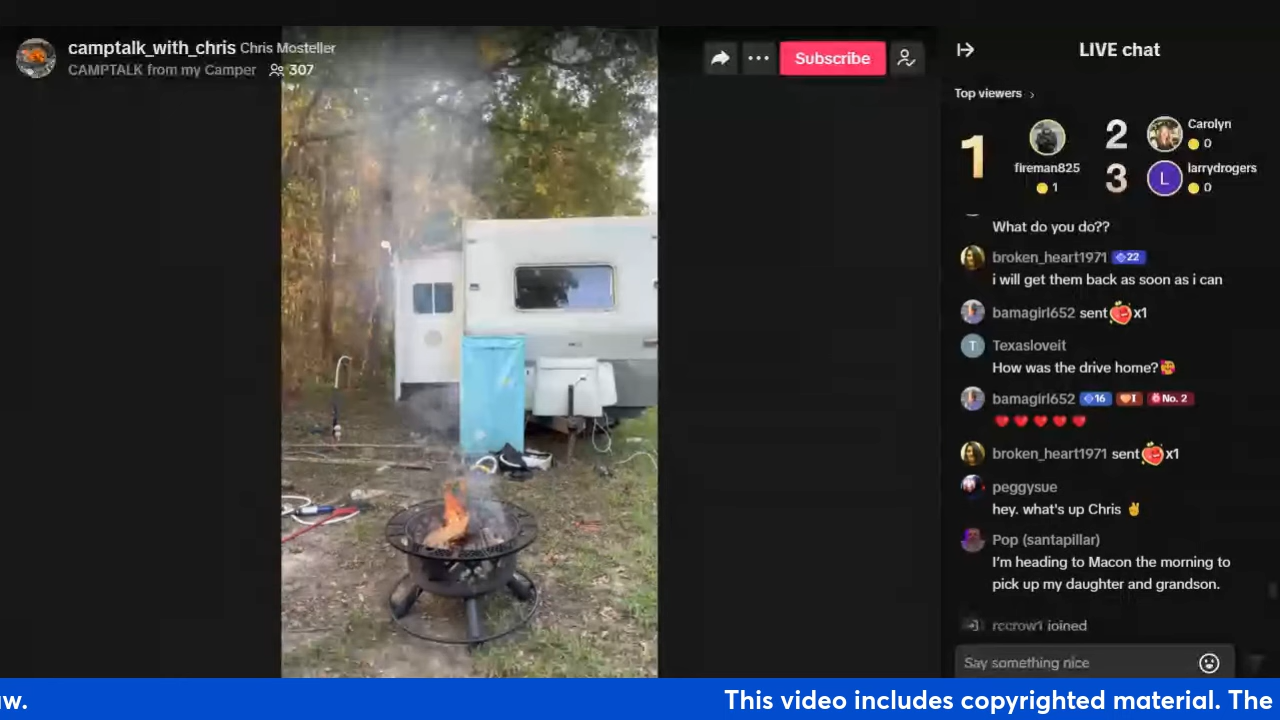 camptalk_with_chris Chris Mosteller
CAMPTALK from my Camper 307
Subscribe
LIVE chat
Top viewers
1
fireman825
1
2
Carolyn
0
3
L
larrydrogers
0
What do you do??
broken_heart1971 22
i will get them back as soon as i can
bamagirl652 sent x1
T Texasloveit
How was the drive home?🥰
bamagirl652 16 I No. 2
❤️❤️❤️❤️❤️
broken_heart1971 sent x1
peggysue
hey. what's up Chris ✌️
Pop (santapillar)
I'm heading to Macon the morning to
pick up my daughter and grandson.
rccrow1 joined
Say something nice
aw.
This video includes copyrighted material. The